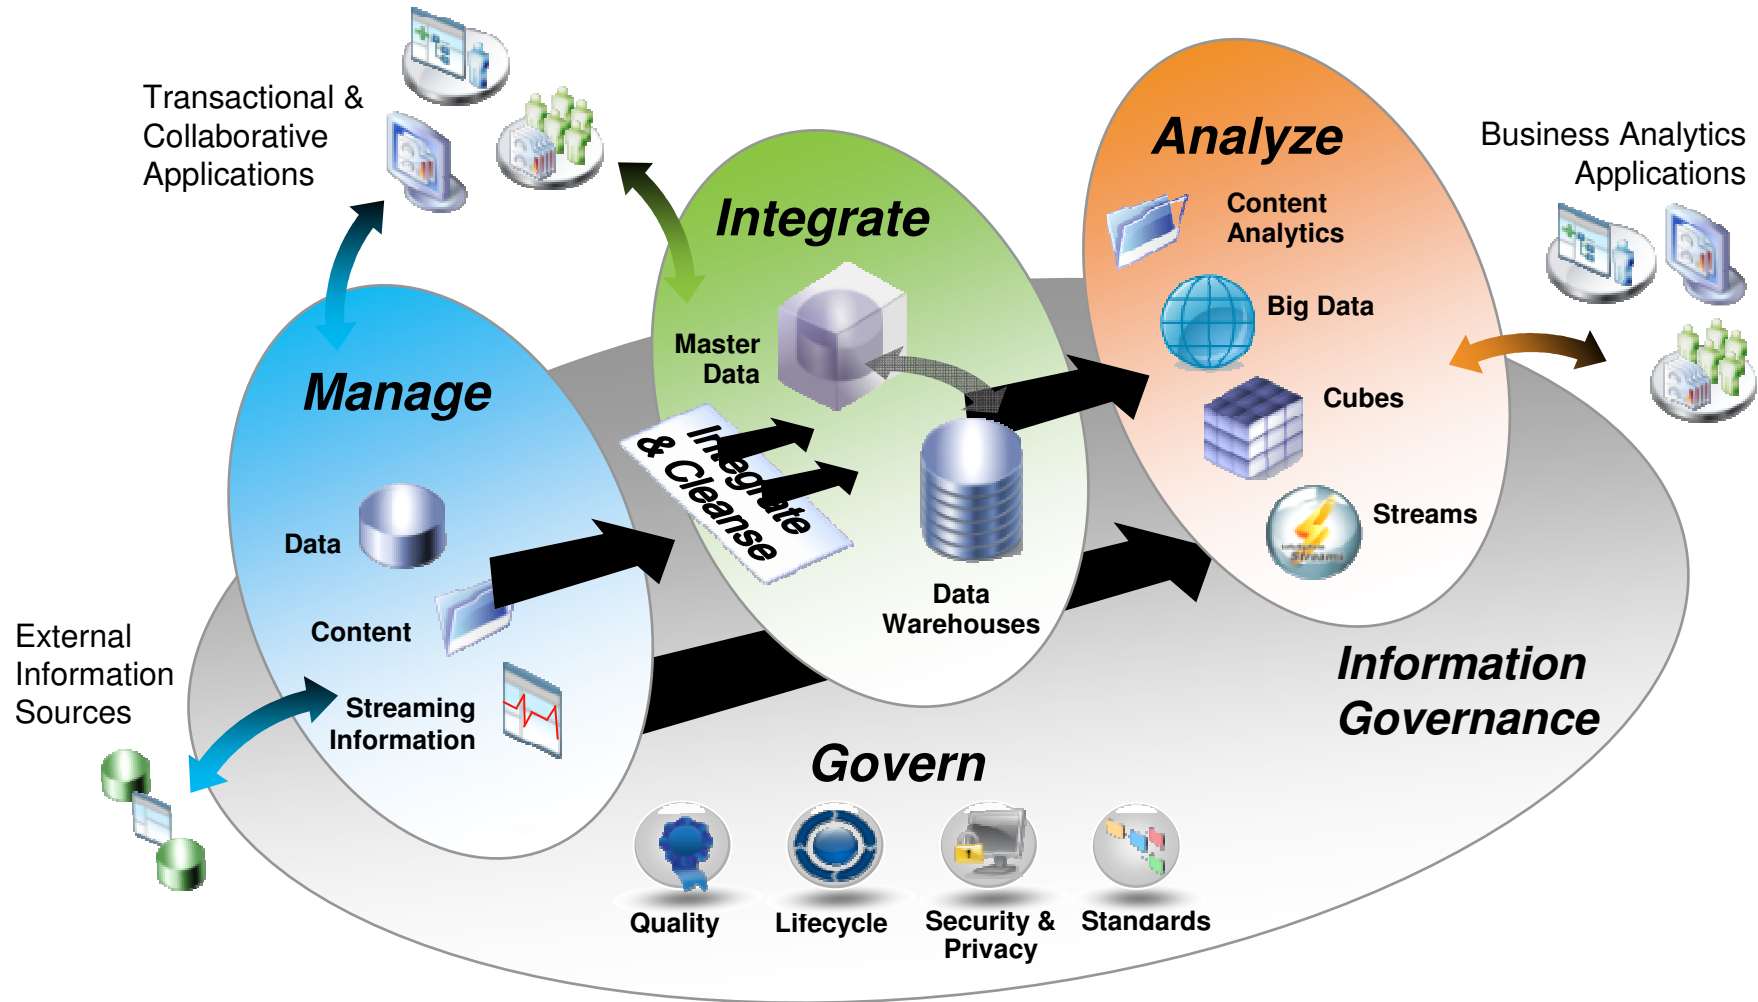 Transactional &
Collaborative
Applications
Analyze
Business Analytics
Applications
Content
Analytics
Integrate
Big Data
Master
Data
Manage
Cubes
Integrate
& Cleanse
Streams
Data
Data
Warehouses
Content
External
Information
Sources
Streaming
Information
Information
Governance
Govern
Quality
Lifecycle
Security &
Privacy
Standards
Streams